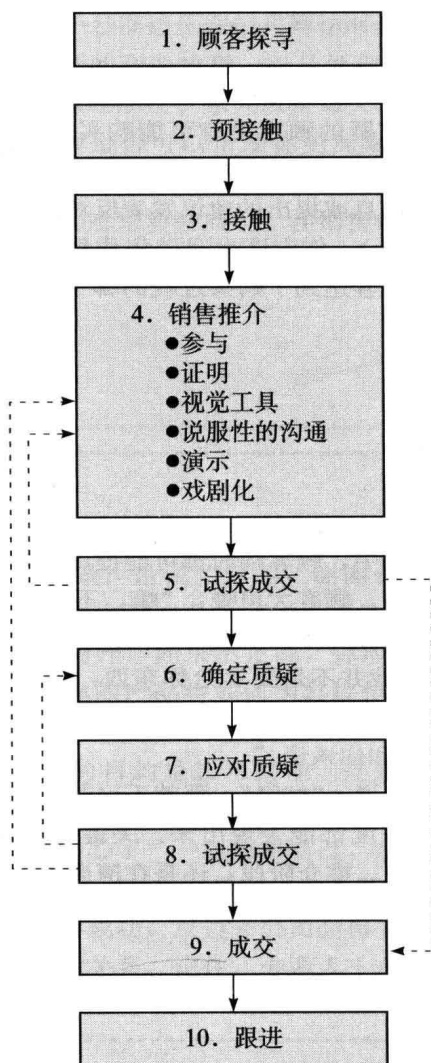 1. 顾客探寻
2. 预接触
3. 接触
4. 销售推介
●参与
●证明
●视觉工具
●说服性的沟通
●演示
●戏剧化
5. 试探成交
6. 确定质疑
7. 应对质疑
8. 试探成交
9. 成交
10. 跟进